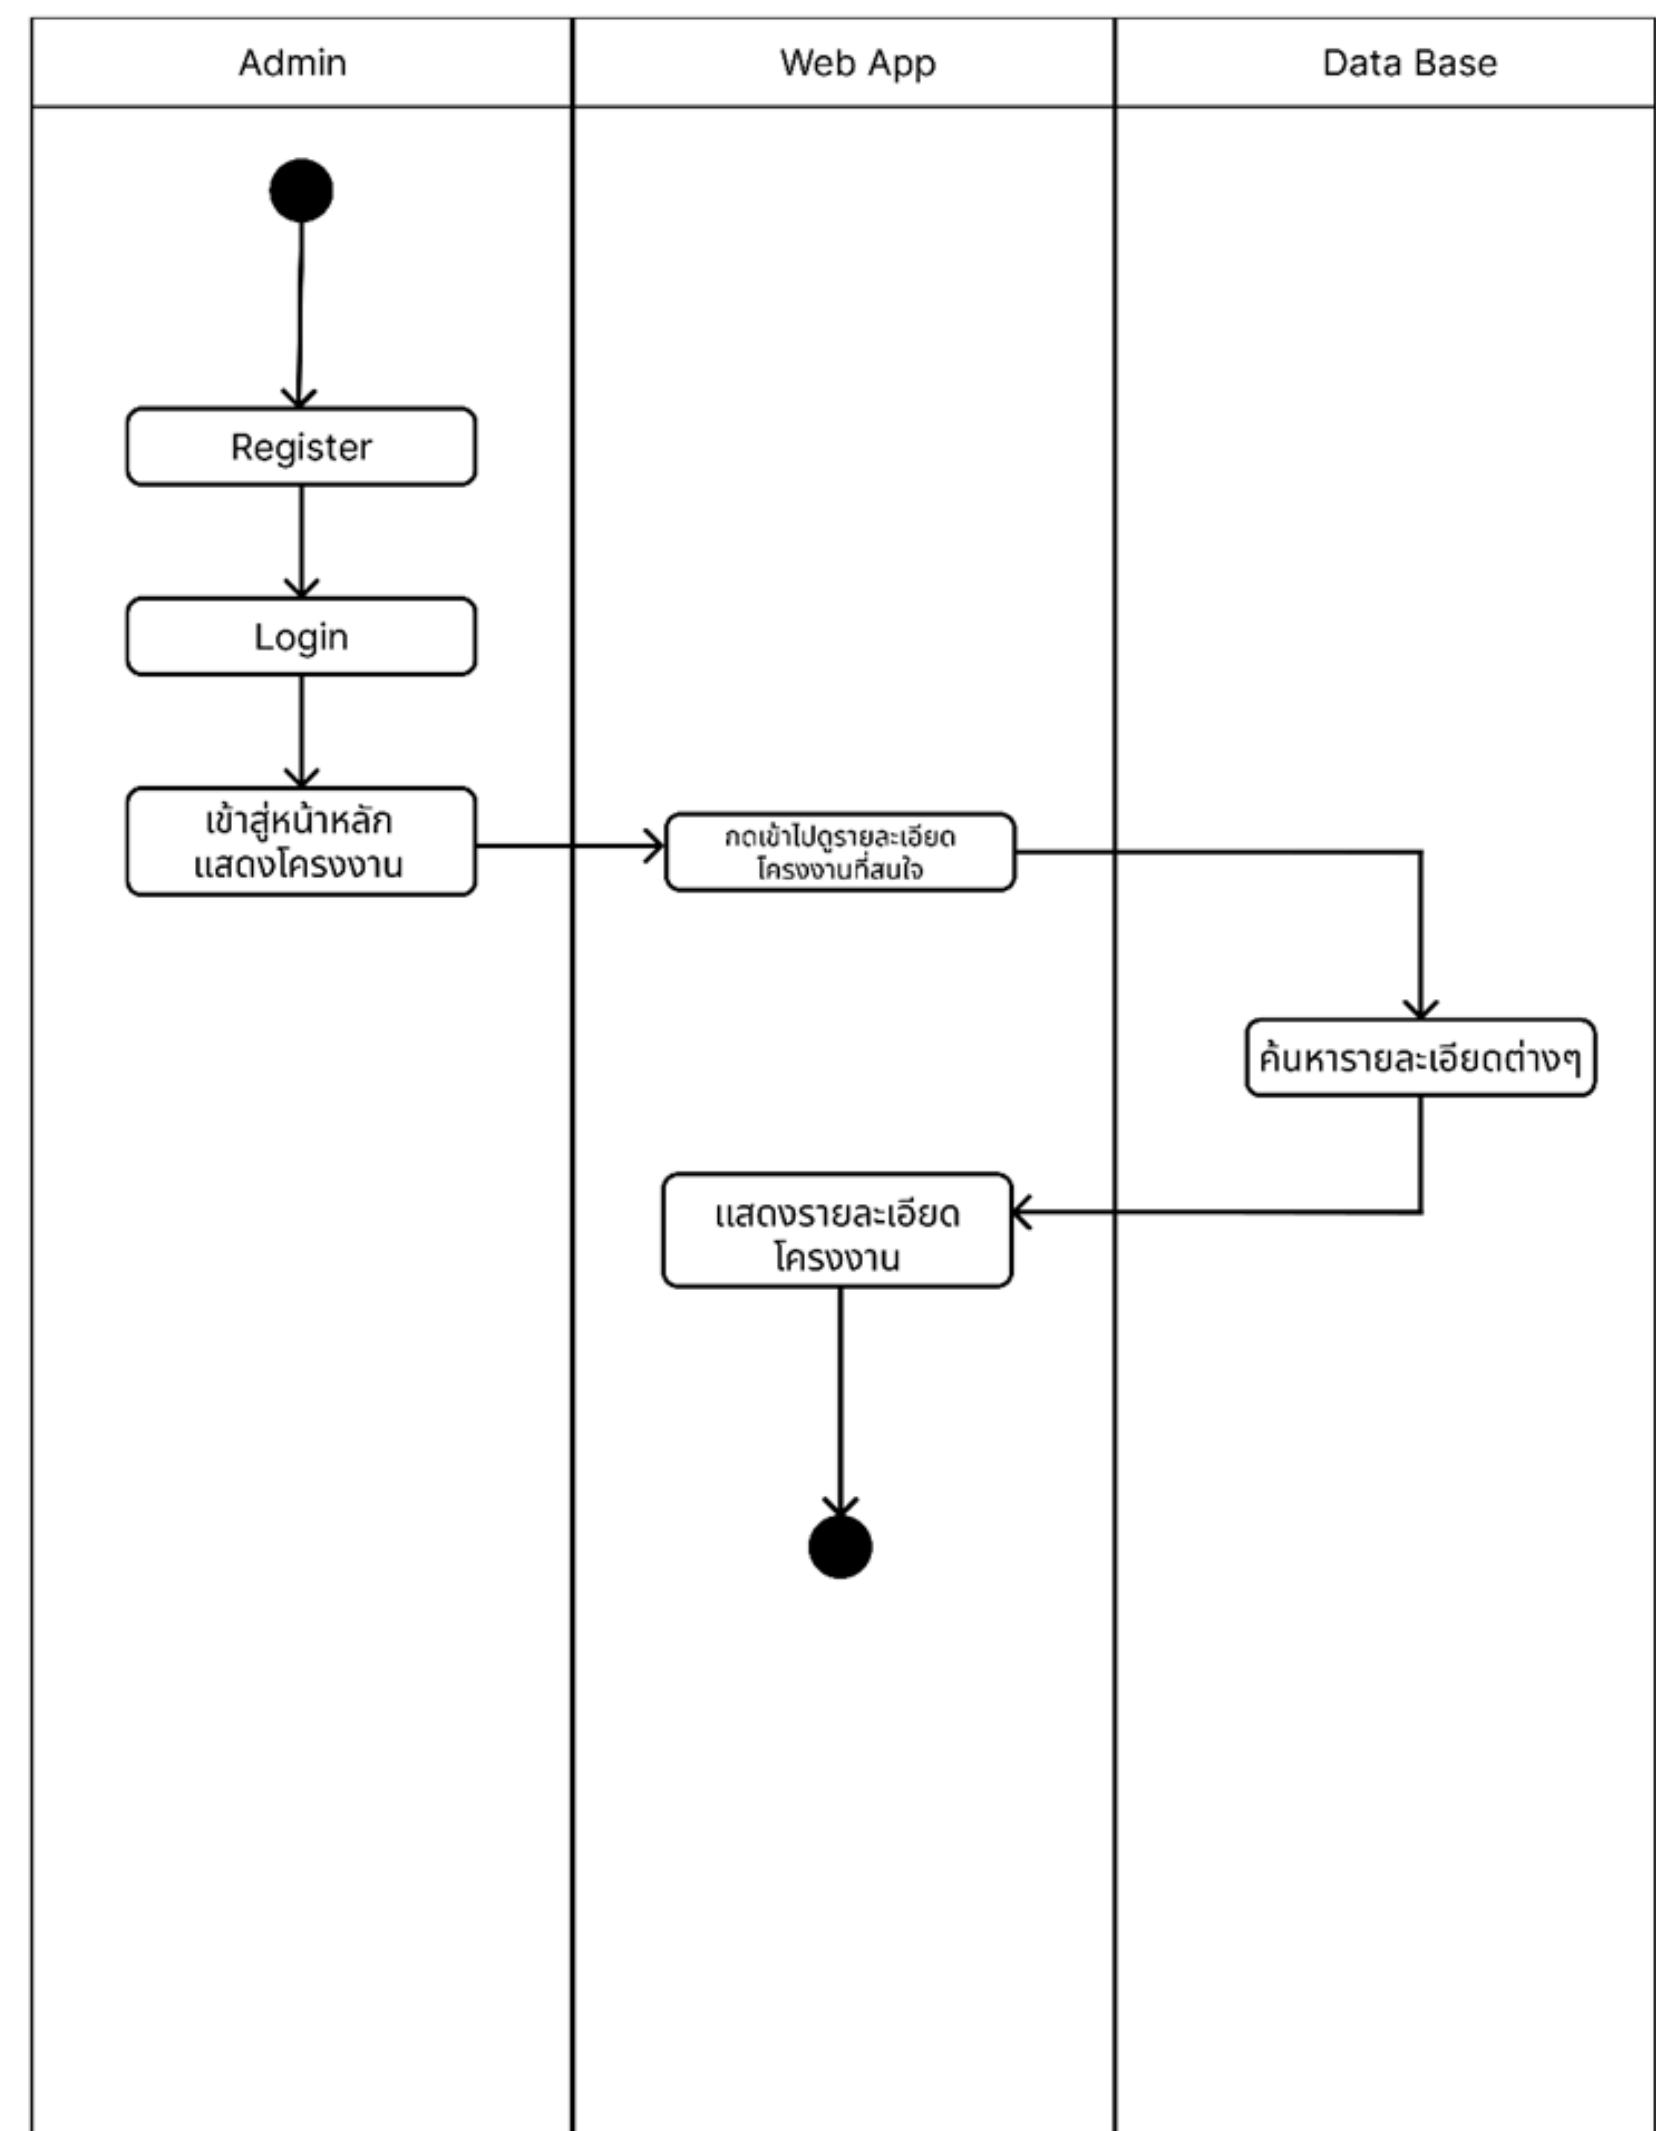 Admin
Web App
Data Base
Register
Login
เข้าสู่หน้าหลัก
แสดงโครงงาน
กดเข้าไปดูรายละเอียด
โครงงานที่สนใจ
ค้นหารายละเอียดต่างๆ
แสดงรายละเอียด
โครงงาน